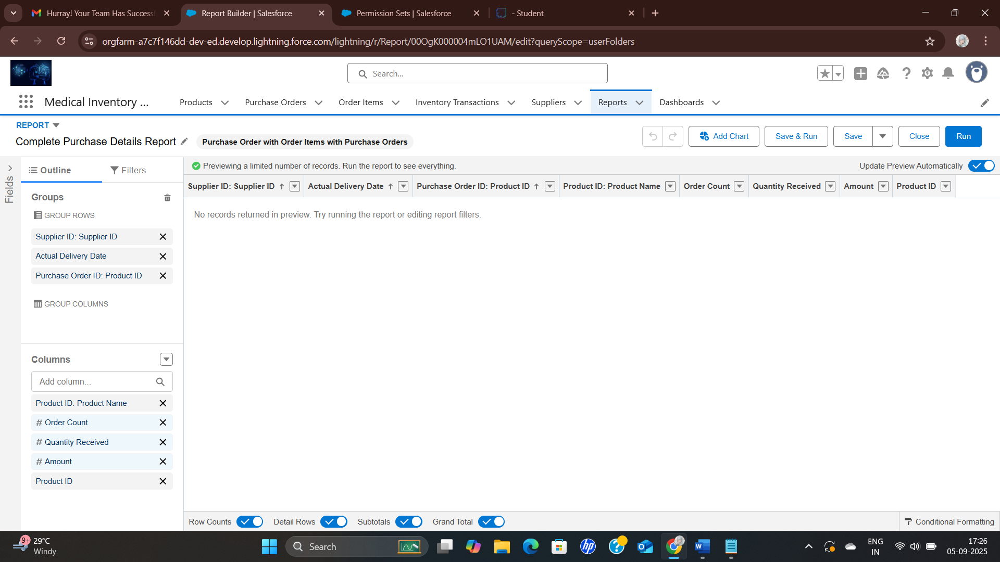 Hurray! Your Team Has Success
Report Builder | Salesforce
Permission Sets | Salesforce
- Student
orgfarm-a7c7f146dd-dev-ed.develop.lightning.force.com/lightning/r/Report/00OgK000004mLO1UAM/edit?queryScope=userFolders
Search...
Medical Inventory ...
Products
Purchase Orders
Order Items
Inventory Transactions
Suppliers
Reports
Dashboards
REPORT
Complete Purchase Details Report
Purchase Order with Order Items with Purchase Orders
Add Chart
Save & Run
Save
Close
Run
Fields
Outline
Filters
Previewing a limited number of records. Run the report to see everything.
Update Preview Automatically
Groups
GROUP ROWS
Supplier ID: Supplier ID
Actual Delivery Date
Purchase Order ID: Product ID
GROUP COLUMNS
Columns
Add column...
Product ID: Product Name
# Order Count
# Quantity Received
# Amount
Product ID
Supplier ID: Supplier ID ↑
Actual Delivery Date ↑
Purchase Order ID: Product ID ↑
Product ID: Product Name
Order Count
Quantity Received
Amount
Product ID
No records returned in preview. Try running the report or editing report filters.
Row Counts
Detail Rows
Subtotals
Grand Total
Conditional Formatting
9+
29°C
Windy
Search
ENG
IN
17:26
05-09-2025